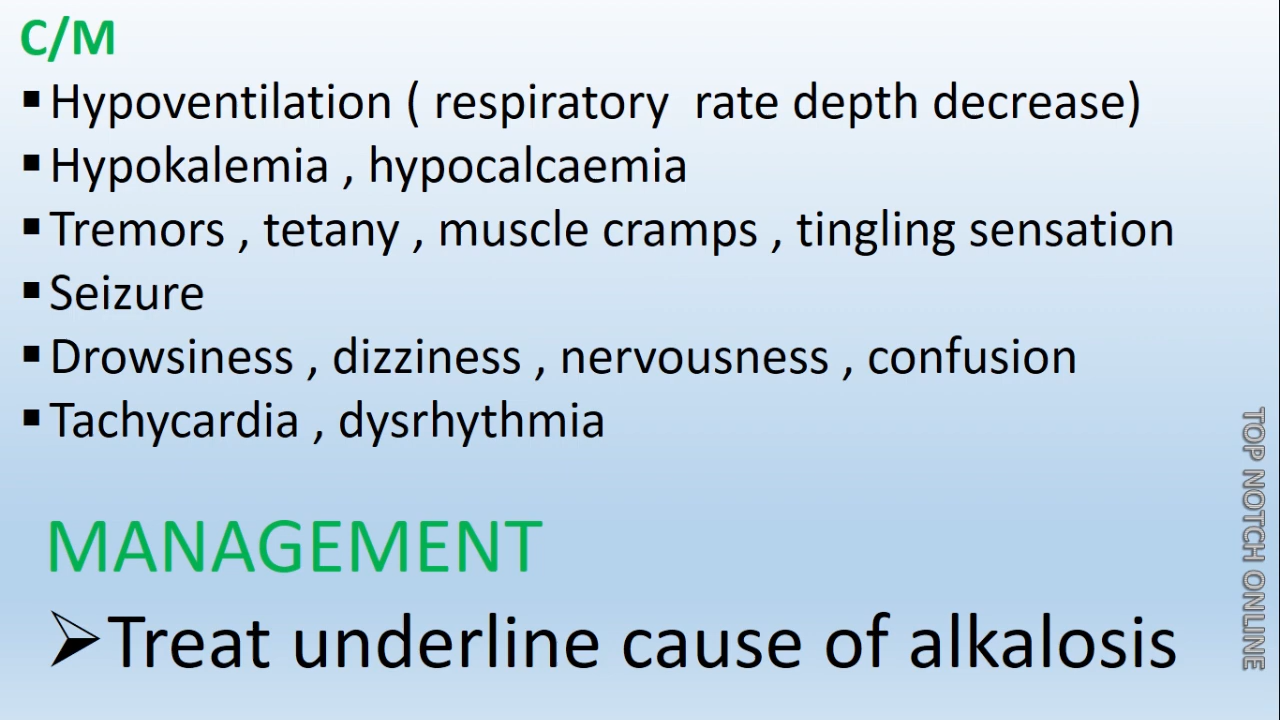 C/M
▪Hypoventilation ( respiratory  rate depth decrease)
▪Hypokalemia , hypocalcaemia
▪Tremors , tetany , muscle cramps , tingling sensation
▪Seizure
▪Drowsiness , dizziness , nervousness , confusion
▪Tachycardia , dysrhythmia
MANAGEMENT
➢Treat underline cause of alkalosis
TOP NOTCH ONLINE